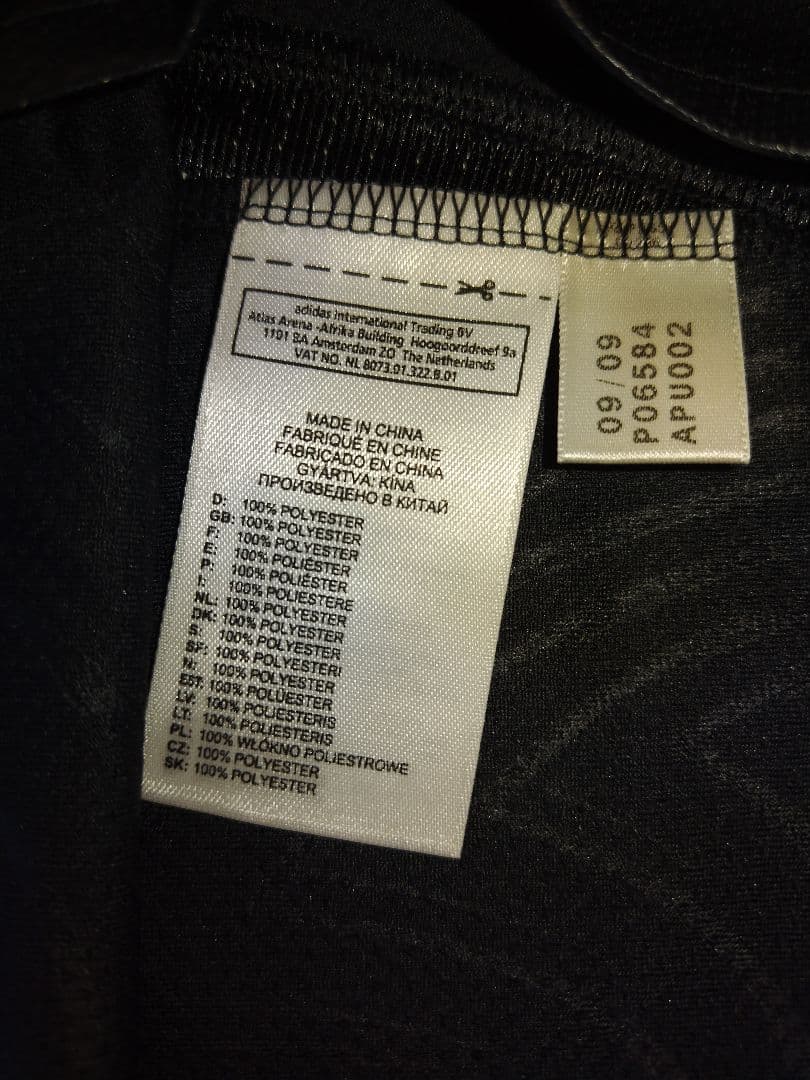 adidas International Trading BV
Atlas Arena -Afrika Building Hoogoorddreef 9a
1101 BA Amsterdam ZO The Netherlands
VAT NO. NL 8073.01.322.B.01
MADE IN CHINA
FABRIQUÉ EN CHINE
FABRICADO EN CHINA
GYÁRTVA: KÍNA
ПРОИЗВЕДЕНО В КИТАЙ
D: 100% POLYESTER
GB: 100% POLYESTER
F: 100% POLYESTER
E: 100% POLIÉSTER
P: 100% POLIÉSTER
I: 100% POLIESTERE
NL: 100% POLYESTER
DK: 100% POLYESTER
S: 100% POLYESTER
SF: 100% POLYESTERI
N: 100% POLYESTER
EST: 100% POLÜESTER
LV: 100% POLIESTERIS
LT: 100% POLIESTERIS
PL: 100% WŁÓKNO POLIESTROWE
CZ: 100% POLYESTER
SK: 100% POLYESTER
09/09
P06584
APU002